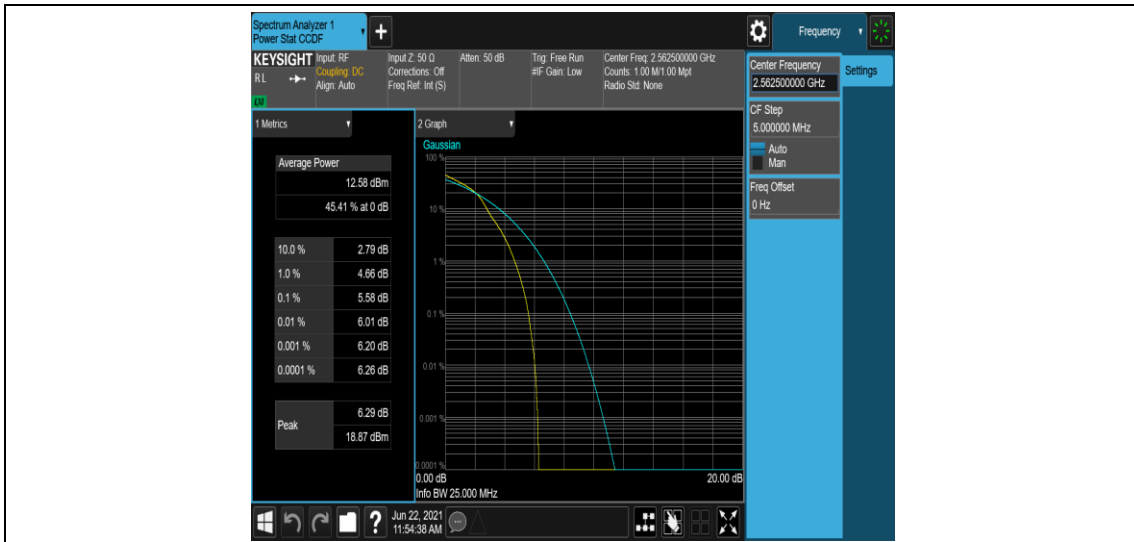 Spectrum Analyzer 1
Power Stat CCDF
Frequency
KEYSIGHT
RL
Input: RF
Coupling: DC
Align: Auto
Input Z: 50 Ω
Corrections: Off
Freq Ref: Int (S)
Atten: 50 dB
Trig: Free Run
#IF Gain: Low
Center Freq: 2.562500000 GHz
Counts: 1.00 M/1.00 Mpt
Radio Std: None
Center Frequency
2.562500000 GHz
Settings
CF Step
5.000000 MHz
Auto
Man
Freq Offset
0 Hz
1 Metrics
Average Power
12.58 dBm
45.41 % at 0 dB
10.0 % 2.79 dB
1.0 % 4.66 dB
0.1 % 5.58 dB
0.01 % 6.01 dB
0.001 % 6.20 dB
0.0001 % 6.26 dB
Peak
6.29 dB
18.87 dBm
2 Graph
Gaussian
100 %
10 %
1 %
0.1 %
0.01 %
0.001 %
0.0001 %
0.00 dB
20.00 dB
Info BW 25.000 MHz
Jun 22, 2021
11:54:38 AM